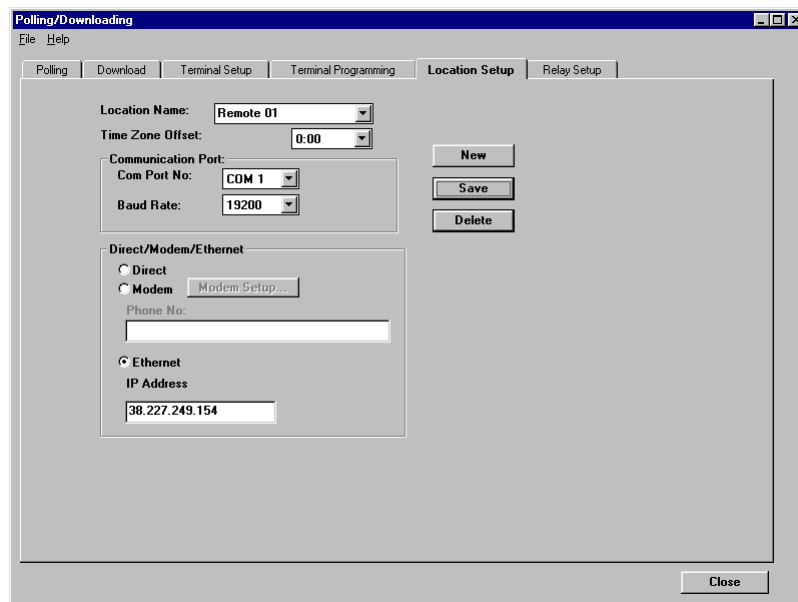 Polling/Downloading
File Help
Polling Download Terminal Setup Terminal Programming Location Setup Relay Setup
Location Name: Remote 01
Time Zone Offset: 0:00
Communication Port:
Com Port No: COM 1
Baud Rate: 19200
New
Save
Delete
Direct/Modem/Ethernet
Direct
Modem Modem Setup...
Phone No:
Ethernet
IP Address
38.227.249.154
Close